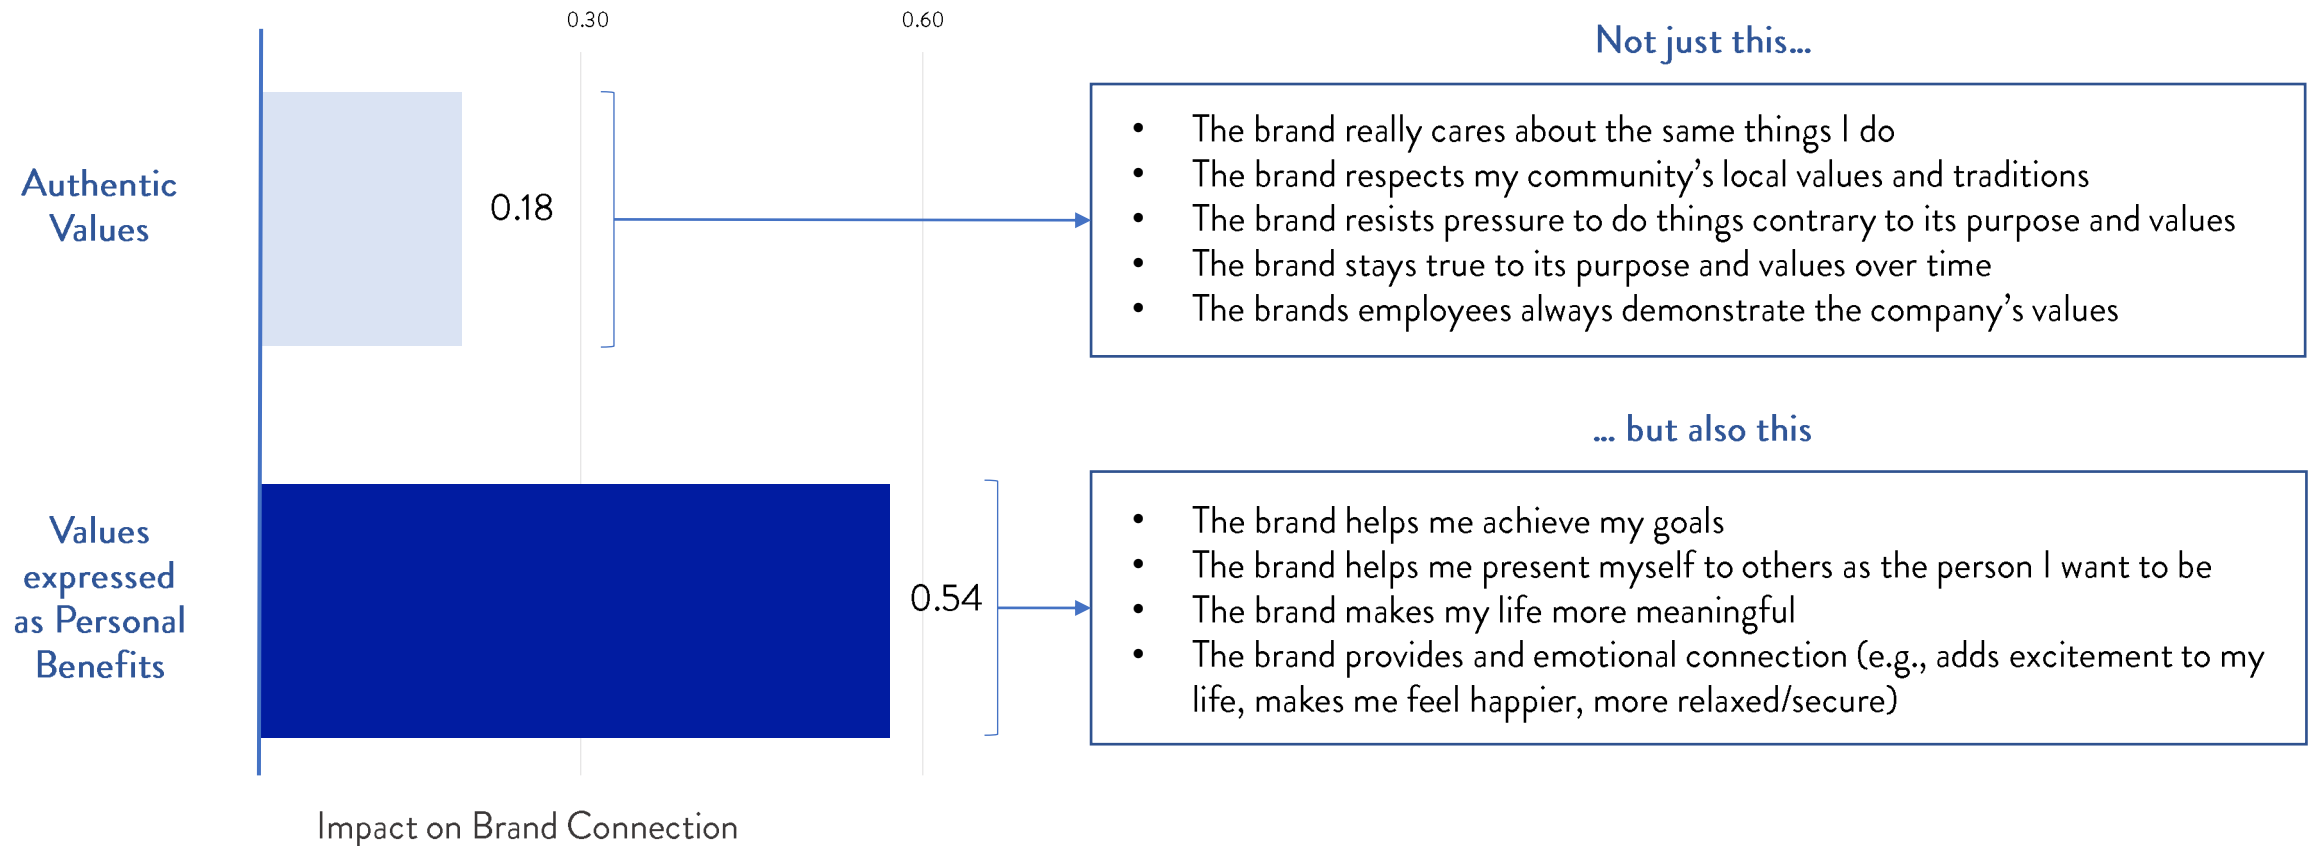 0.30
0.60
Not just this...
Authentic
Values
0.18
• The brand really cares about the same things I do
• The brand respects my community's local values and traditions
• The brand resists pressure to do things contrary to its purpose and values
• The brand stays true to its purpose and values over time
• The brands employees always demonstrate the company's values
... but also this
Values
expressed
as Personal
Benefits
0.54
• The brand helps me achieve my goals
• The brand helps me present myself to others as the person I want to be
• The brand makes my life more meaningful
• The brand provides and emotional connection (e.g., adds excitement to my
life, makes me feel happier, more relaxed/secure)
Impact on Brand Connection